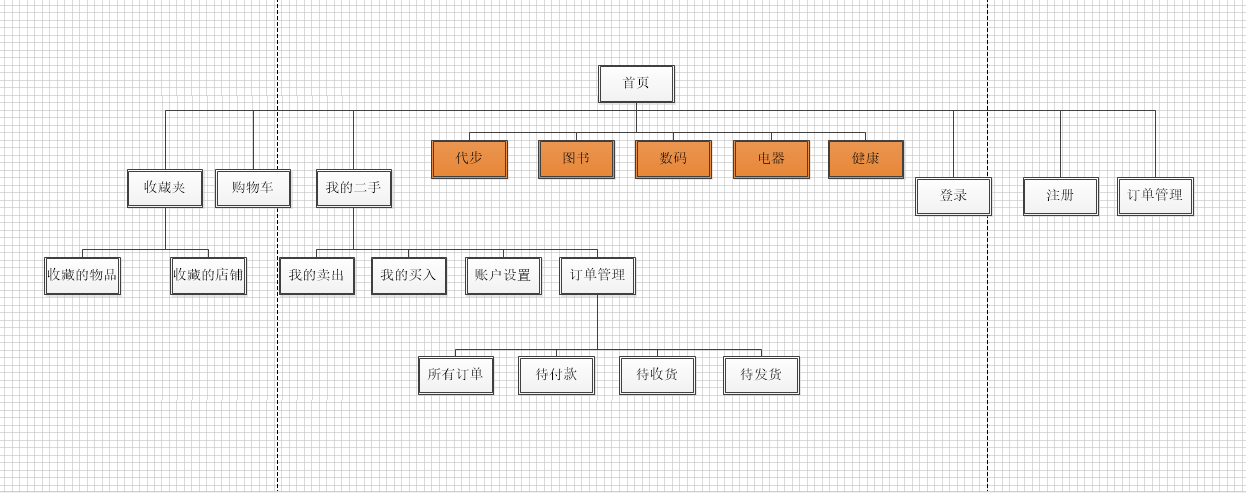 首页
代步
图书
数码
电器
健康
收藏夹
购物车
我的二手
登录
注册
订单管理
收藏的物品
收藏的店铺
我的卖出
我的买入
账户设置
订单管理
所有订单
待付款
待收货
待发货